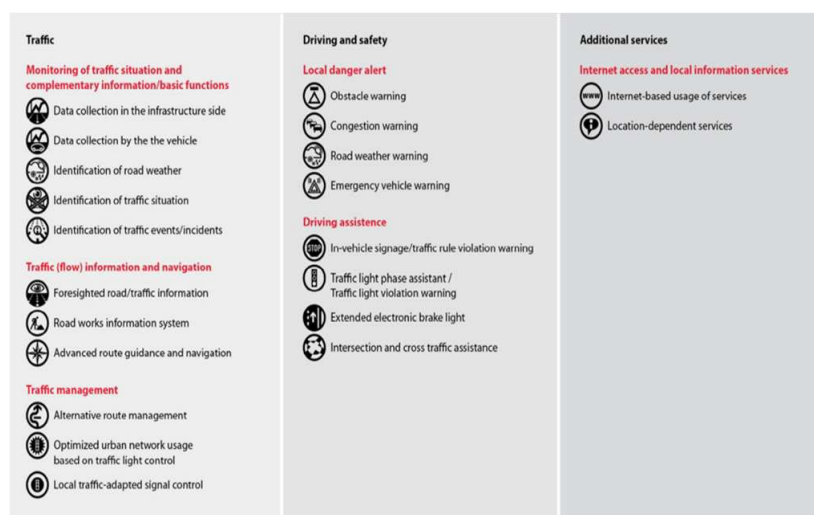 Traffic
Monitoring of traffic situation and
complementary information/basic functions
Data collection in the infrastructure side
Data collection by the the vehicle
Identification of road weather
Identification of traffic situation
Identification of traffic events/incidents
Traffic (flow) information and navigation
Foresighted road/traffic information
Road works information system
Advanced route guidance and navigation
Traffic management
Alternative route management
Optimized urban network usage
based on traffic light control
Local traffic-adapted signal control
Driving and safety
Local danger alert
Obstacle warning
Congestion warning
Road weather warning
Emergency vehicle warning
Driving assistence
STOP
In-vehicle signage/traffic rule violation warning
Traffic light phase assistant /
Traffic light violation warning
Extended electronic brake light
Intersection and cross traffic assistance
Additional services
Internet access and local information services
www
Internet-based usage of services
Location-dependent services